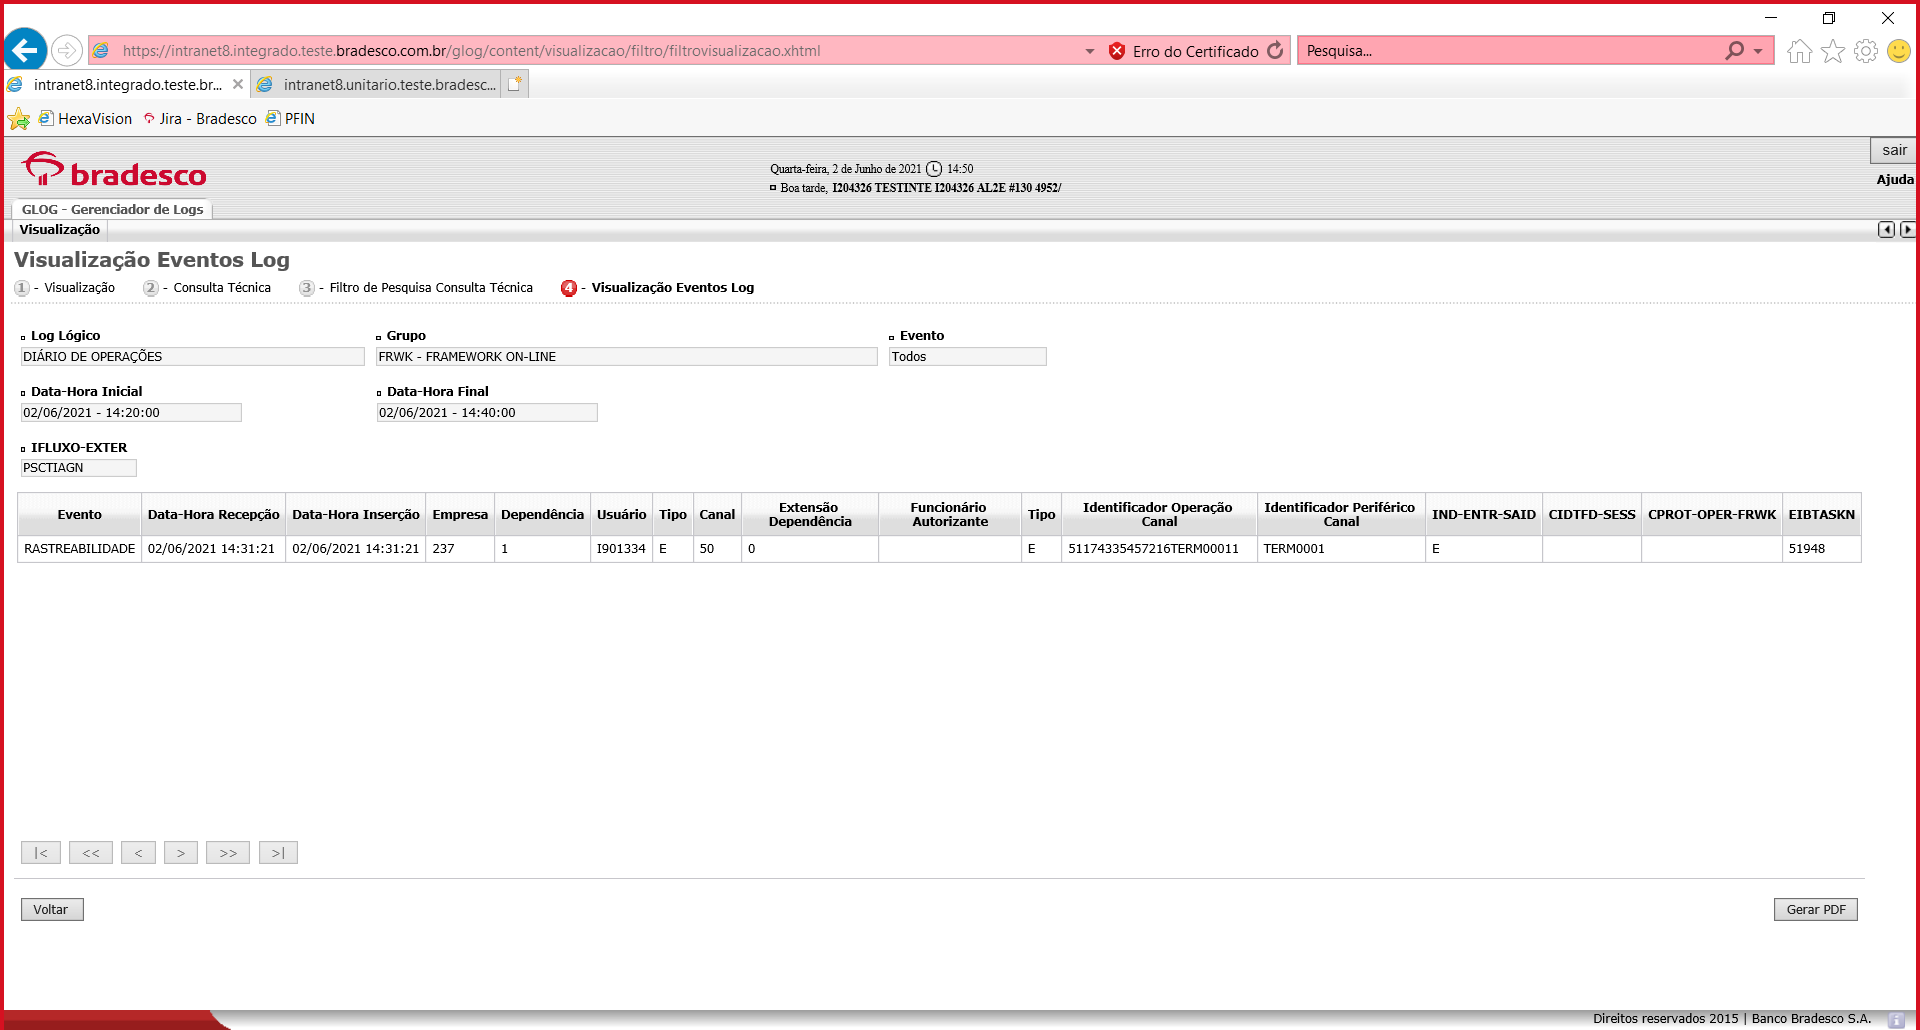 https://intranet8.integrado.teste.bradesco.com.br/glog/content/visualizacao/filtro/filtrovisualizacao.xhtml
Erro do Certificado
Pesquisa...
intranet8.integrado.teste.br...
intranet8.unitario.teste.bradesc...
HexaVision
Jira - Bradesco
PFIN
bradesco
Quarta-feira, 2 de Junho de 2021 14:50
Boa tarde, I204326 TESTINTE I204326 AL2E #130 4952/
sair
Ajuda
GLOG - Gerenciador de Logs
Visualização
Visualização Eventos Log
1 - Visualização 2 - Consulta Técnica 3 - Filtro de Pesquisa Consulta Técnica 4 - Visualização Eventos Log
Log Lógico Grupo Evento
DIÁRIO DE OPERAÇÕES FRWK - FRAMEWORK ON-LINE Todos
Data-Hora Inicial Data-Hora Final
02/06/2021 - 14:20:00 02/06/2021 - 14:40:00
IFLUXO-EXTER
PSCTIAGN
Evento Data-Hora Recepção Data-Hora Inserção Empresa Dependência Usuário Tipo Canal Extensão Dependência Funcionário Autorizante Tipo Identificador Operação Canal Identificador Periférico Canal IND-ENTR-SAID CIDTFD-SESS CPROT-OPER-FRWK EIBTASKN
RASTREABILIDADE 02/06/2021 14:31:21 02/06/2021 14:31:21 237 1 I901334 E 50 0 E 51174335457216TERM00011 TERM0001 E 51948
|< << < > >> >|
Voltar Gerar PDF
Direitos reservados 2015 | Banco Bradesco S.A.